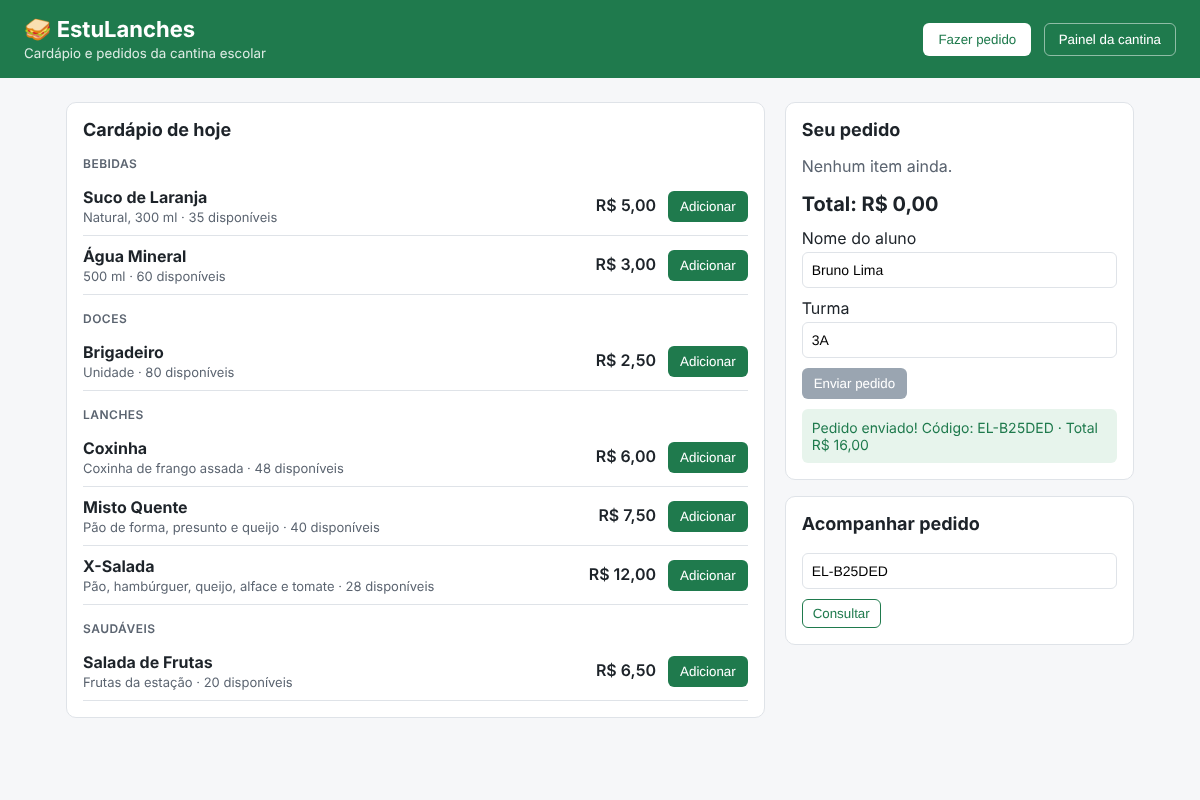 EstuLanches
Cardápio e pedidos da cantina escolar
Fazer pedido
Painel da cantina
Cardápio de hoje
BEBIDAS
Suco de Laranja
Natural, 300 ml · 35 disponíveis
R$ 5,00
Adicionar
Água Mineral
500 ml · 60 disponíveis
R$ 3,00
Adicionar
DOCES
Brigadeiro
Unidade · 80 disponíveis
R$ 2,50
Adicionar
LANCHES
Coxinha
Coxinha de frango assada · 48 disponíveis
R$ 6,00
Adicionar
Misto Quente
Pão de forma, presunto e queijo · 40 disponíveis
R$ 7,50
Adicionar
X-Salada
Pão, hambúrguer, queijo, alface e tomate · 28 disponíveis
R$ 12,00
Adicionar
SAUDÁVEIS
Salada de Frutas
Frutas da estação · 20 disponíveis
R$ 6,50
Adicionar
Seu pedido
Nenhum item ainda.
Total: R$ 0,00
Nome do aluno
Bruno Lima
Turma
3A
Enviar pedido
Pedido enviado! Código: EL-B25DED · Total
R$ 16,00
Acompanhar pedido
EL-B25DED
Consultar